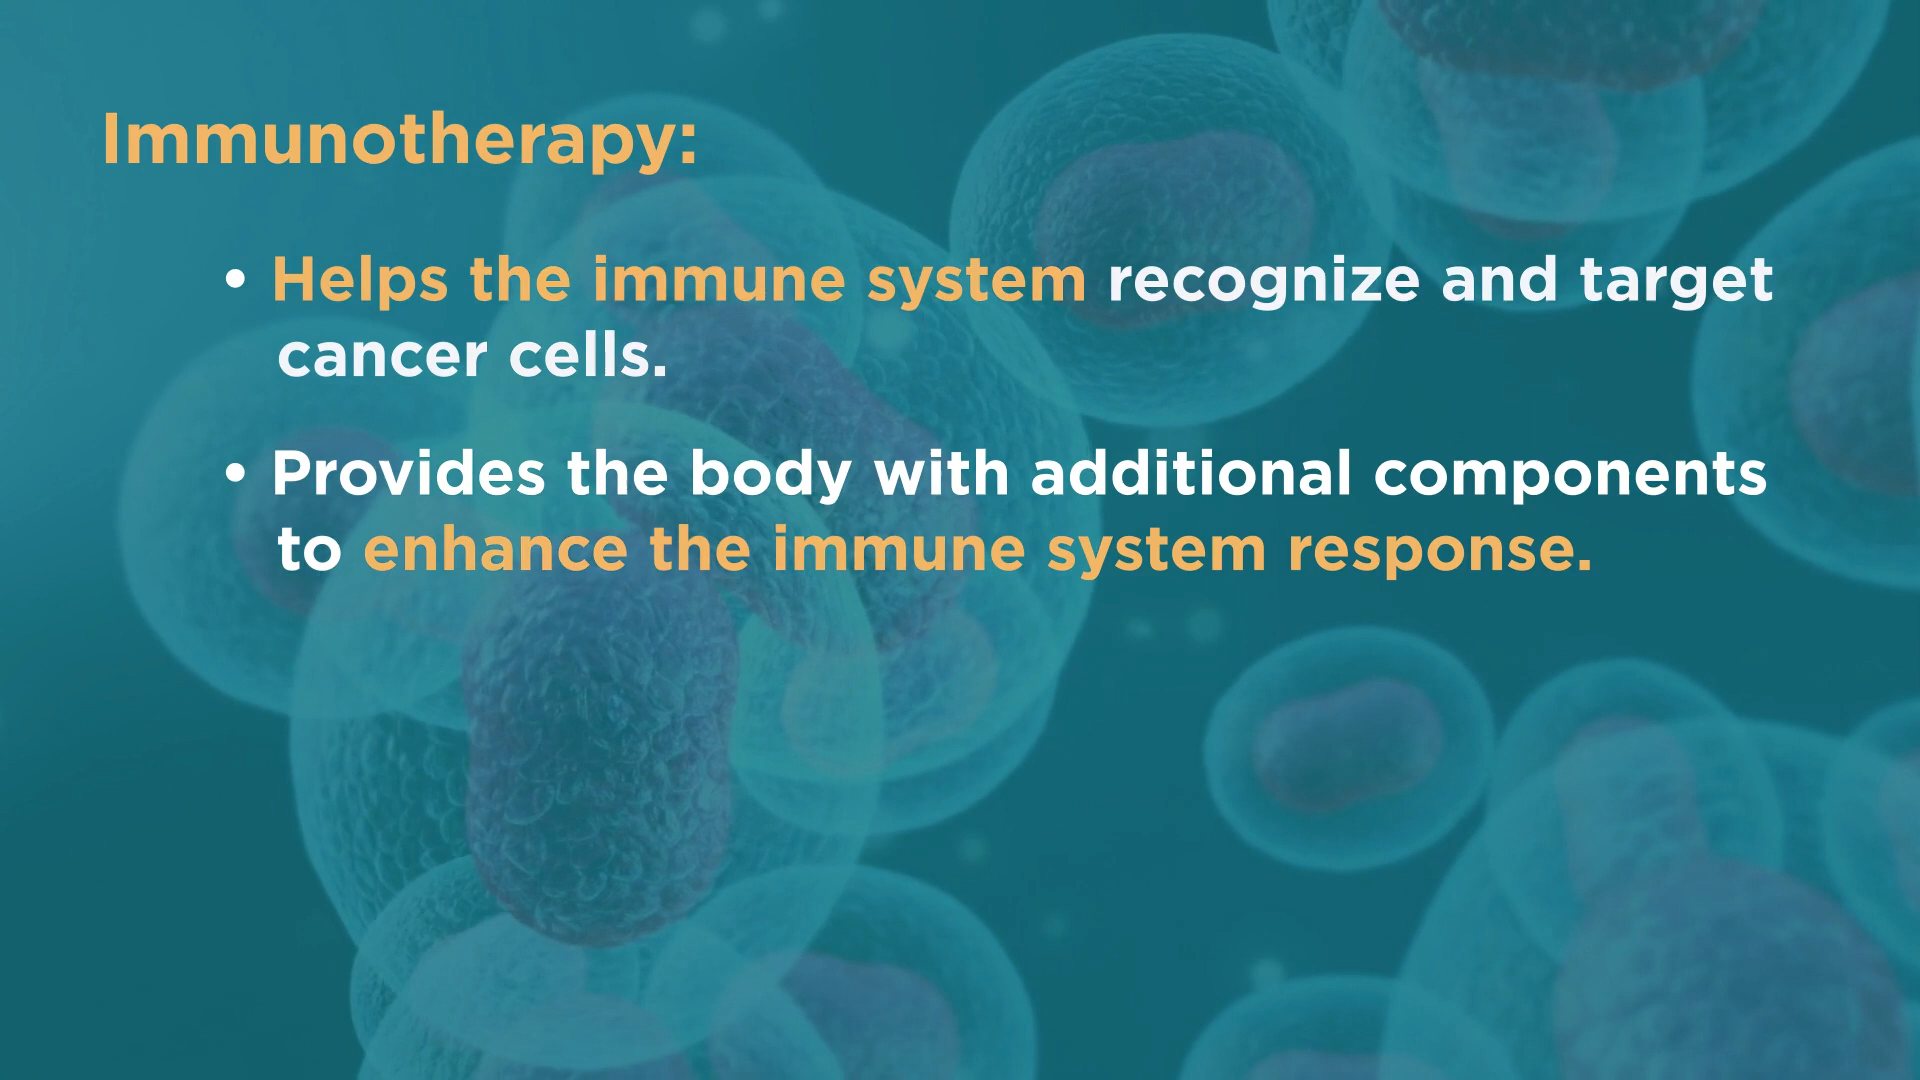 Immunotherapy:
• Helps the immune system recognize and target
cancer cells.
• Provides the body with additional components
to enhance the immune system response.